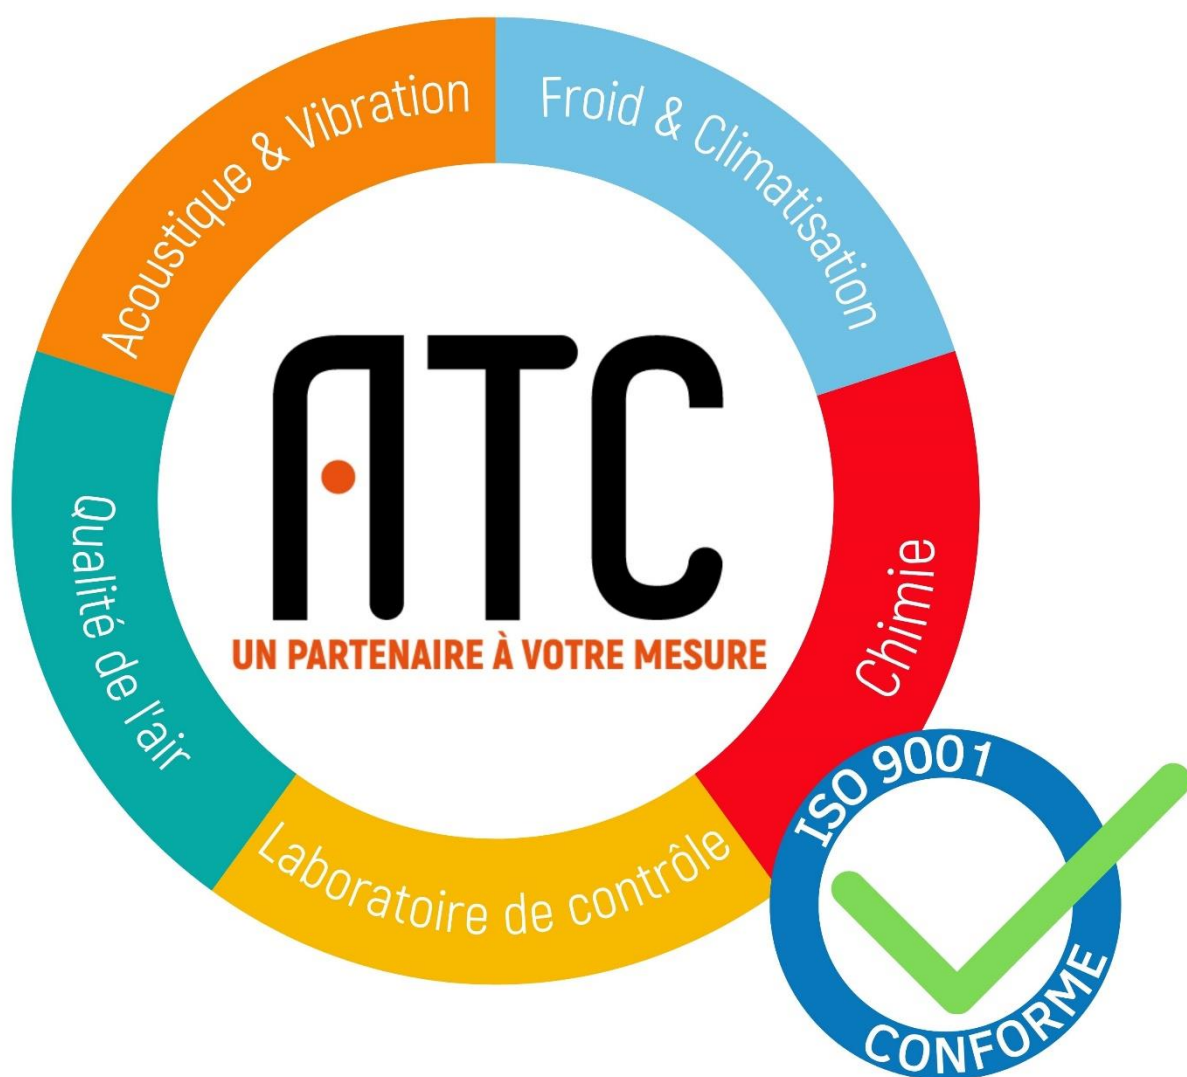 Acoustique & Vibration
Froid & Climatisation
ATC
UN PARTENAIRE À VOTRE MESURE
Qualité de l'air
Chimie
Laboratoire de contrôle
ISO 9001
CONFORME